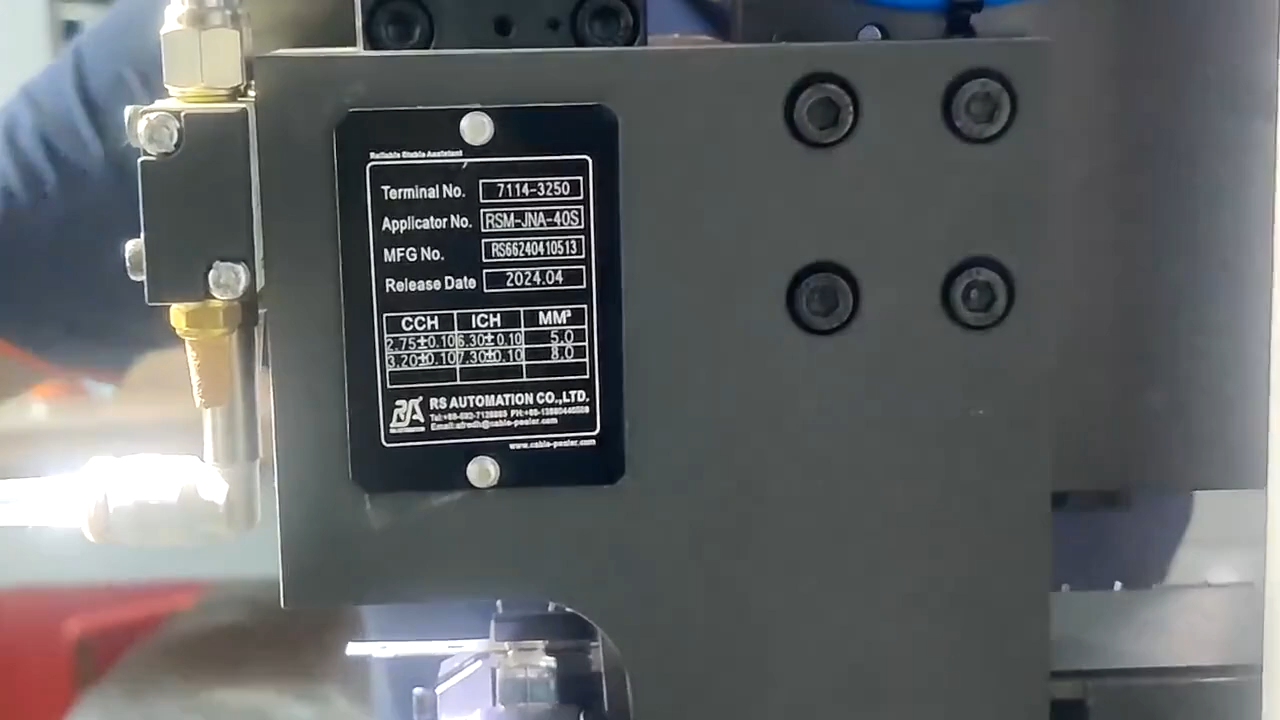 Reliable Stable Assistant
Terminal No. 7114-3250
Applicator No. RSM-JNA-40S
MFG No. RS66240410513
Release Date 2024.04
CCH ICH MM²
2.75±0.10 6.30±0.10 5.0
3.20±0.10 7.30±0.10 8.0
RS AUTOMATION CO.,LTD.
www.cable-peeler.com